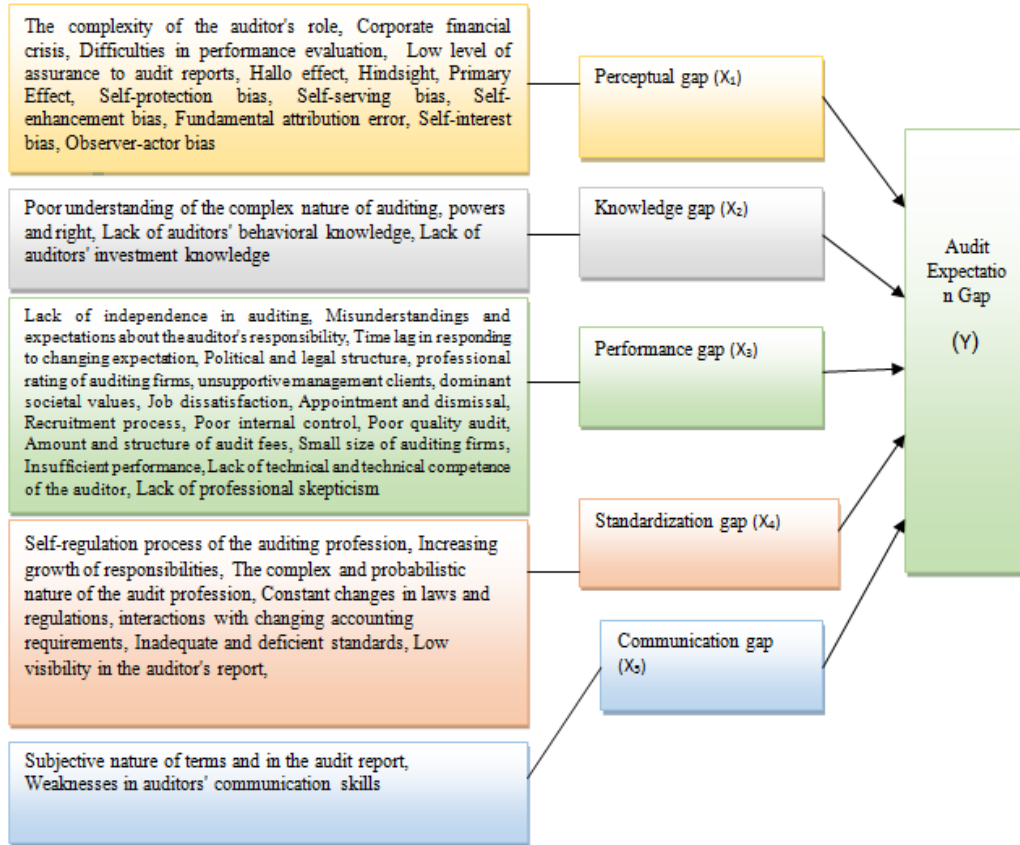 The complexity of the auditor's role, Corporate financial
crisis, Difficulties in performance evaluation, Low level of
assurance to audit reports, Hallo effect, Hindsight, Primary
Effect, Self-protection bias, Self-serving bias, Self-
enhancement bias, Fundamental attribution error, Self-interest
bias, Observer-actor bias
Perceptual gap (X₁)
Poor understanding of the complex nature of auditing, powers
and right, Lack of auditors' behavioral knowledge, Lack of
auditors' investment knowledge
Knowledge gap (X₂)
Lack of independence in auditing, Misunderstandings and
expectations about the auditor's responsibility, Time lag in responding
to changing expectation, Political and legal structure, professional
rating of auditing firms, unsupportive management clients, dominant
societal values, Job dissatisfaction, Appointment and dismissal,
Recruitment process, Poor internal control, Poor quality audit,
Amount and structure of audit fees, Small size of auditing firms,
Insufficient performance, Lack of technical and technical competence
of the auditor, Lack of professional skepticism
Performance gap (X₃)
Self-regulation process of the auditing profession, Increasing
growth of responsibilities, The complex and probabilistic
nature of the audit profession, Constant changes in laws and
regulations, interactions with changing accounting
requirements, Inadequate and deficient standards, Low
visibility in the auditor's report,
Standardization gap (X₄)
Subjective nature of terms and in the audit report,
Weaknesses in auditors' communication skills
Communication gap
(X₅)
Audit
Expectatio
n Gap
(Y)